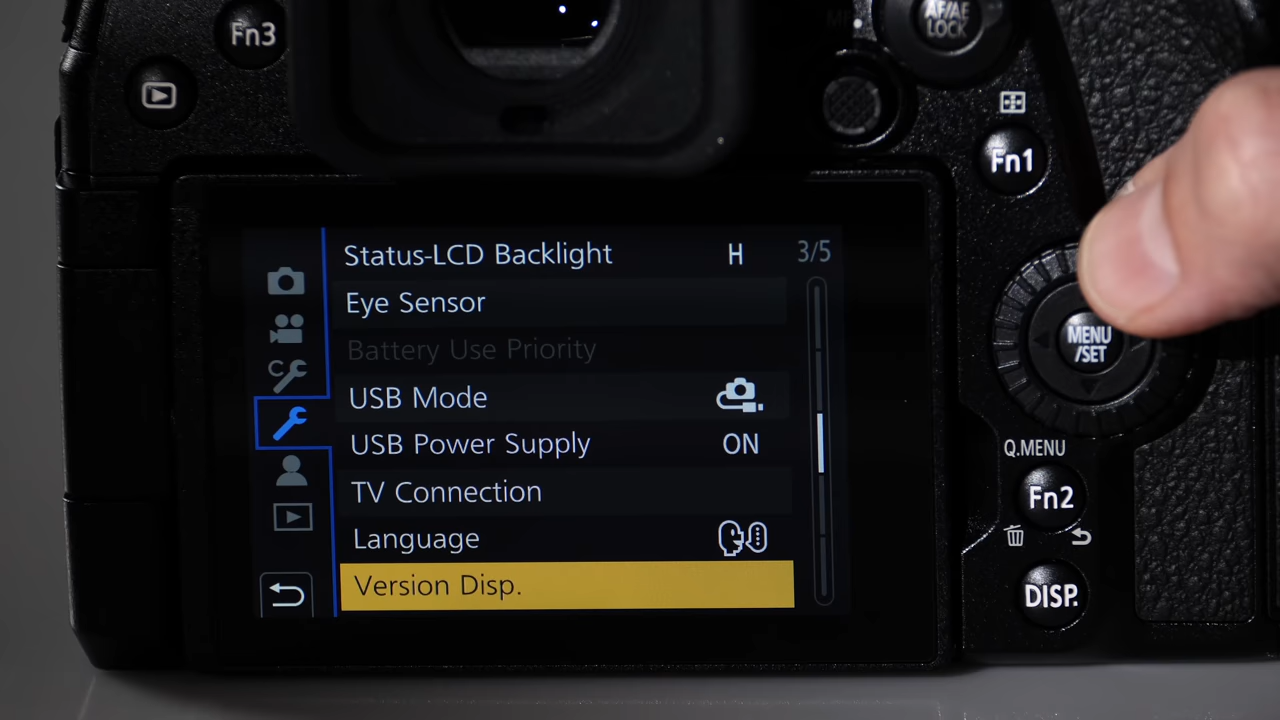 Fn3
AF/AE
LOCK
MF
Fn1
Status-LCD Backlight H 3/5
Eye Sensor
Battery Use Priority
USB Mode
USB Power Supply ON
TV Connection
Language
Version Disp.
MENU
/SET
Q.MENU
Fn2
DISP.